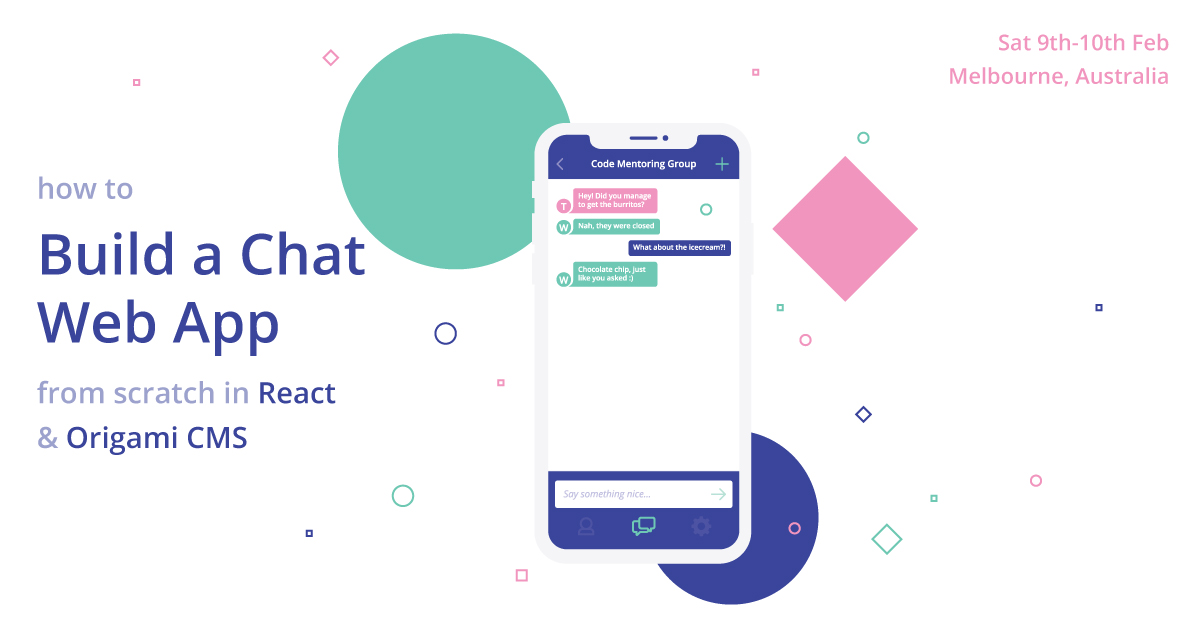 Sat 9th-10th Feb
Melbourne, Australia
how to
Build a Chat
Web App
from scratch in React
& Origami CMS
Code Mentoring Group
T
Hey! Did you manage
to get the burritos?
W
Nah, they were closed
What about the icecream?!
W
Chocolate chip, just
like you asked :)
Say something nice...